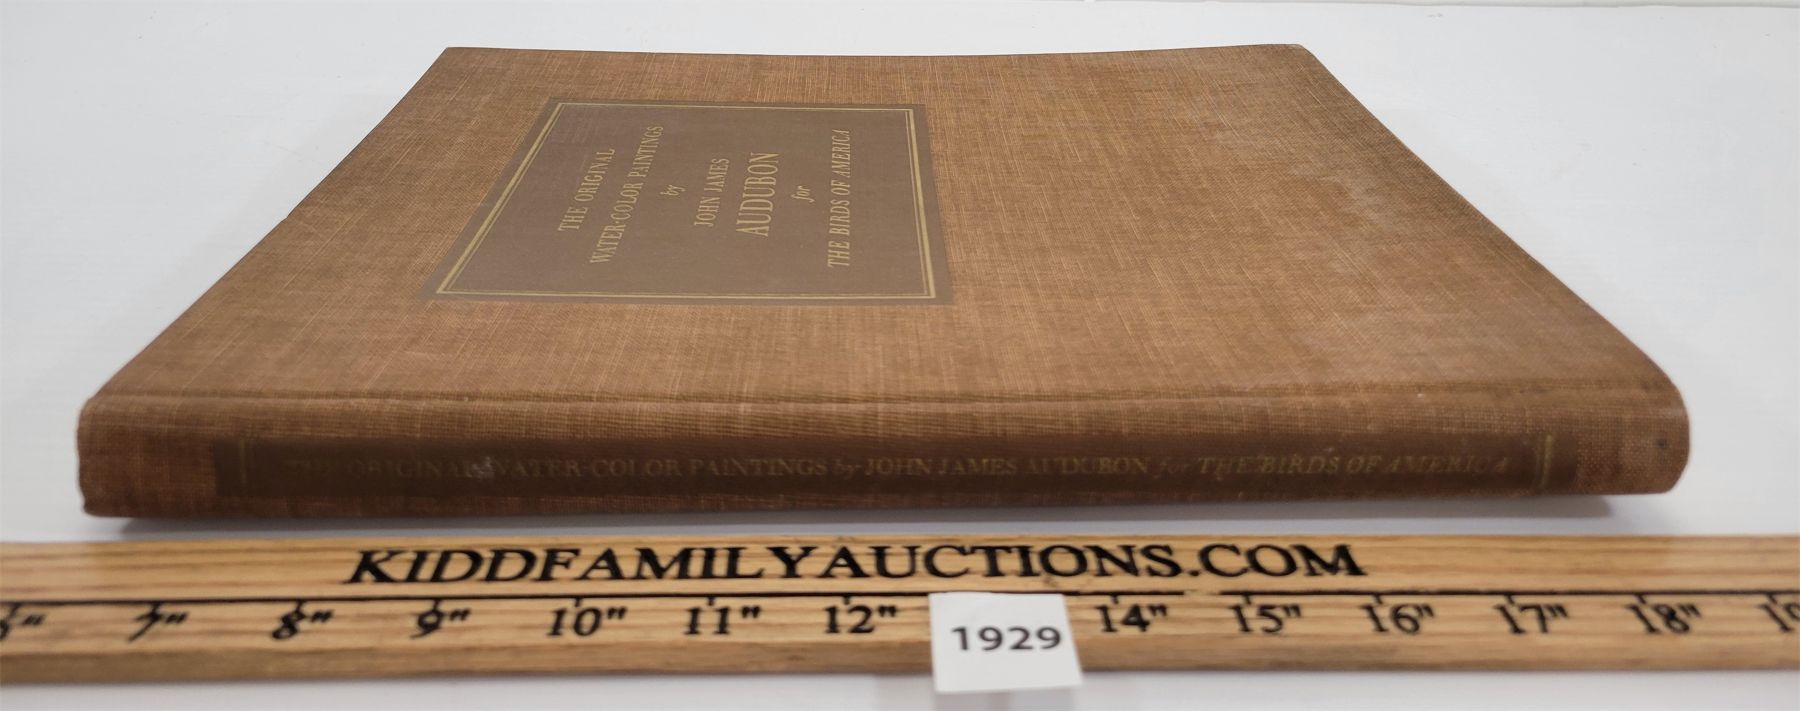 THE ORIGINAL
WATER-COLOR PAINTINGS
by
JOHN JAMES
AUDUBON
for
THE BIRDS OF AMERICA
THE ORIGINAL WATER-COLOR PAINTINGS by JOHN JAMES AUDUBON for THE BIRDS OF AMERICA
KIDDFAMILYAUCTIONS.COM
7" 8" 9" 10" 11" 12" 14" 15" 16" 17" 18"
1929